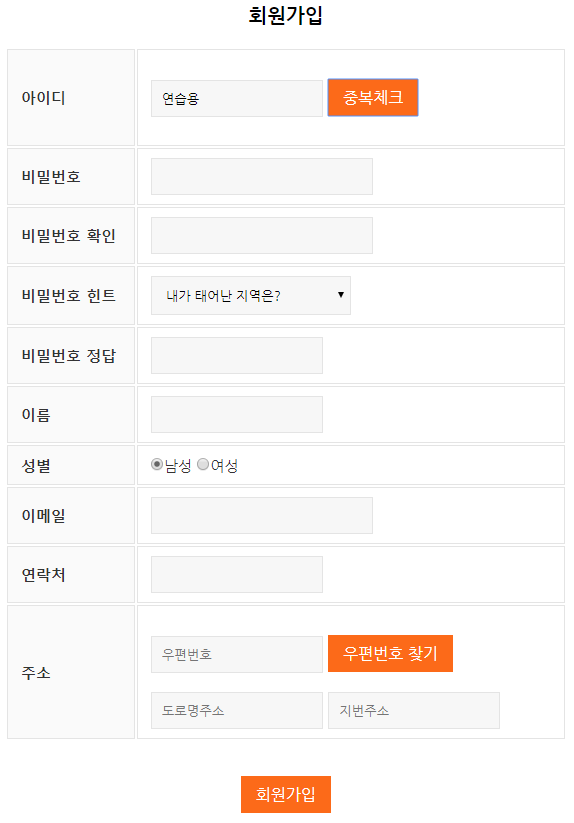 회원가입
아이디 연습용 중복체크
비밀번호
비밀번호 확인
비밀번호 힌트 내가 태어난 지역은?
비밀번호 정답
이름
성별 남성 여성
이메일
연락처
주소 우편번호 우편번호 찾기
도로명주소 지번주소
회원가입